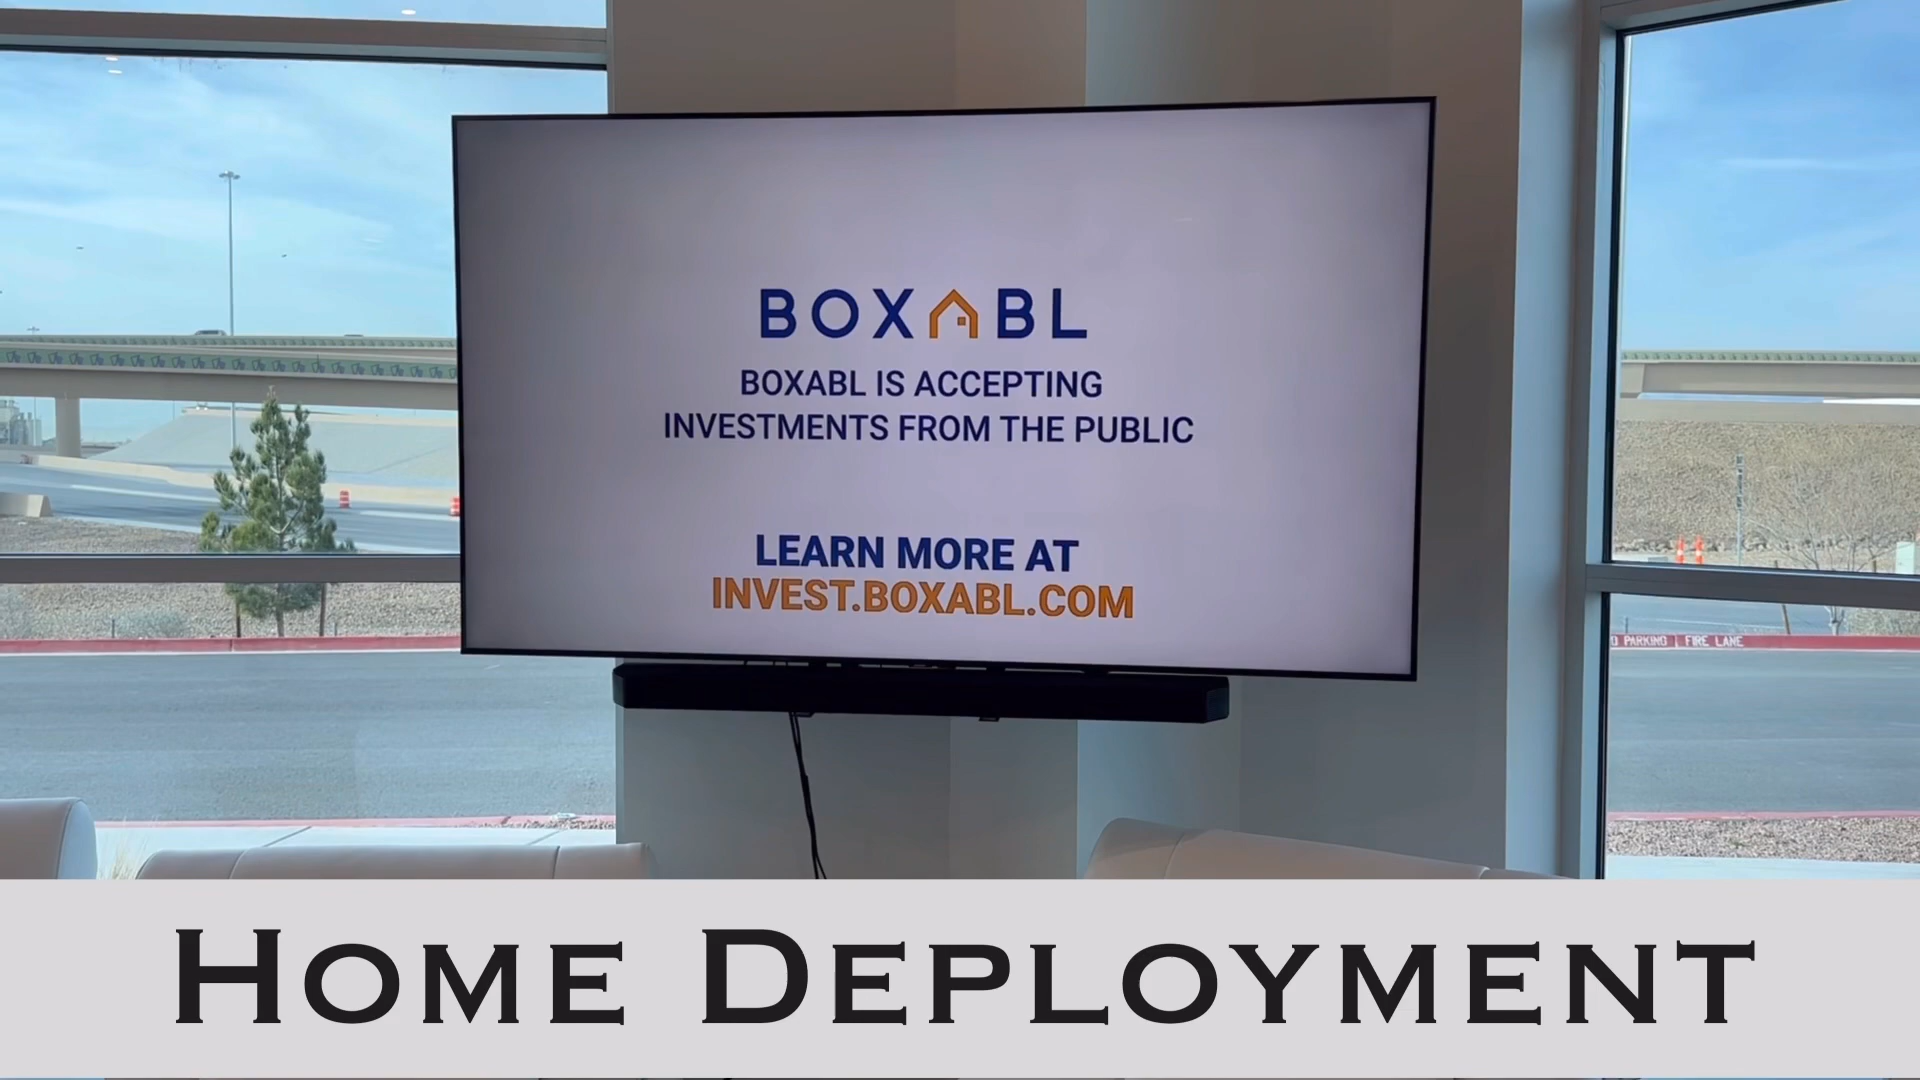 BOXABL
BOXABL IS ACCEPTING
INVESTMENTS FROM THE PUBLIC
LEARN MORE AT
INVEST.BOXABL.COM
PARKING FIRE LANE
HOME DEPLOYMENT